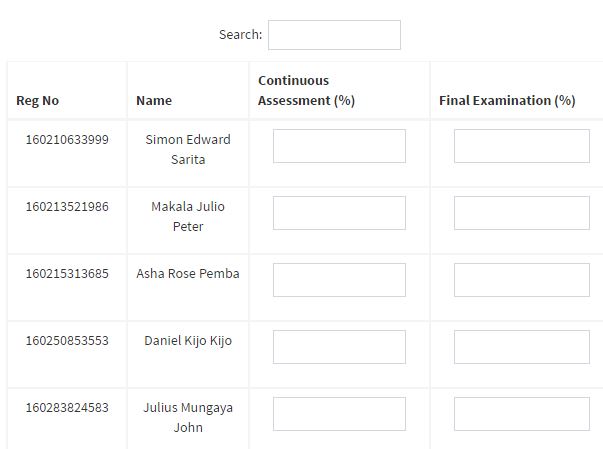 Search:
Reg No
Name
Continuous
Assessment (%)
Final Examination (%)
160210633999
Simon Edward
Sarita
160213521986
Makala Julio
Peter
160215313685
Asha Rose Pemba
160250853553
Daniel Kijo Kijo
160283824583
Julius Mungaya
John